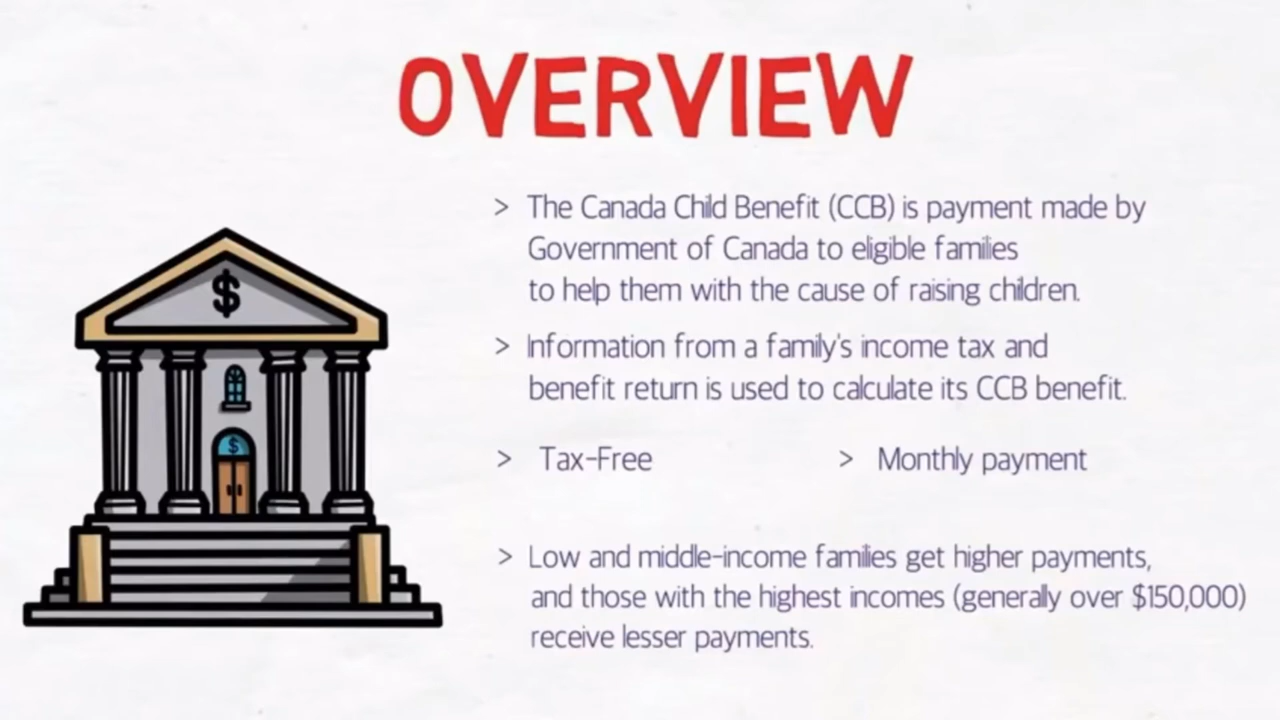 OVERVIEW
> The Canada Child Benefit (CCB) is payment made by
Government of Canada to eligible families
to help them with the cause of raising children.
> Information from a family's income tax and
benefit return is used to calculate its CCB benefit.
> Tax-Free > Monthly payment
> Low and middle-income families get higher payments,
and those with the highest incomes (generally over $150,000)
receive lesser payments.
$
$